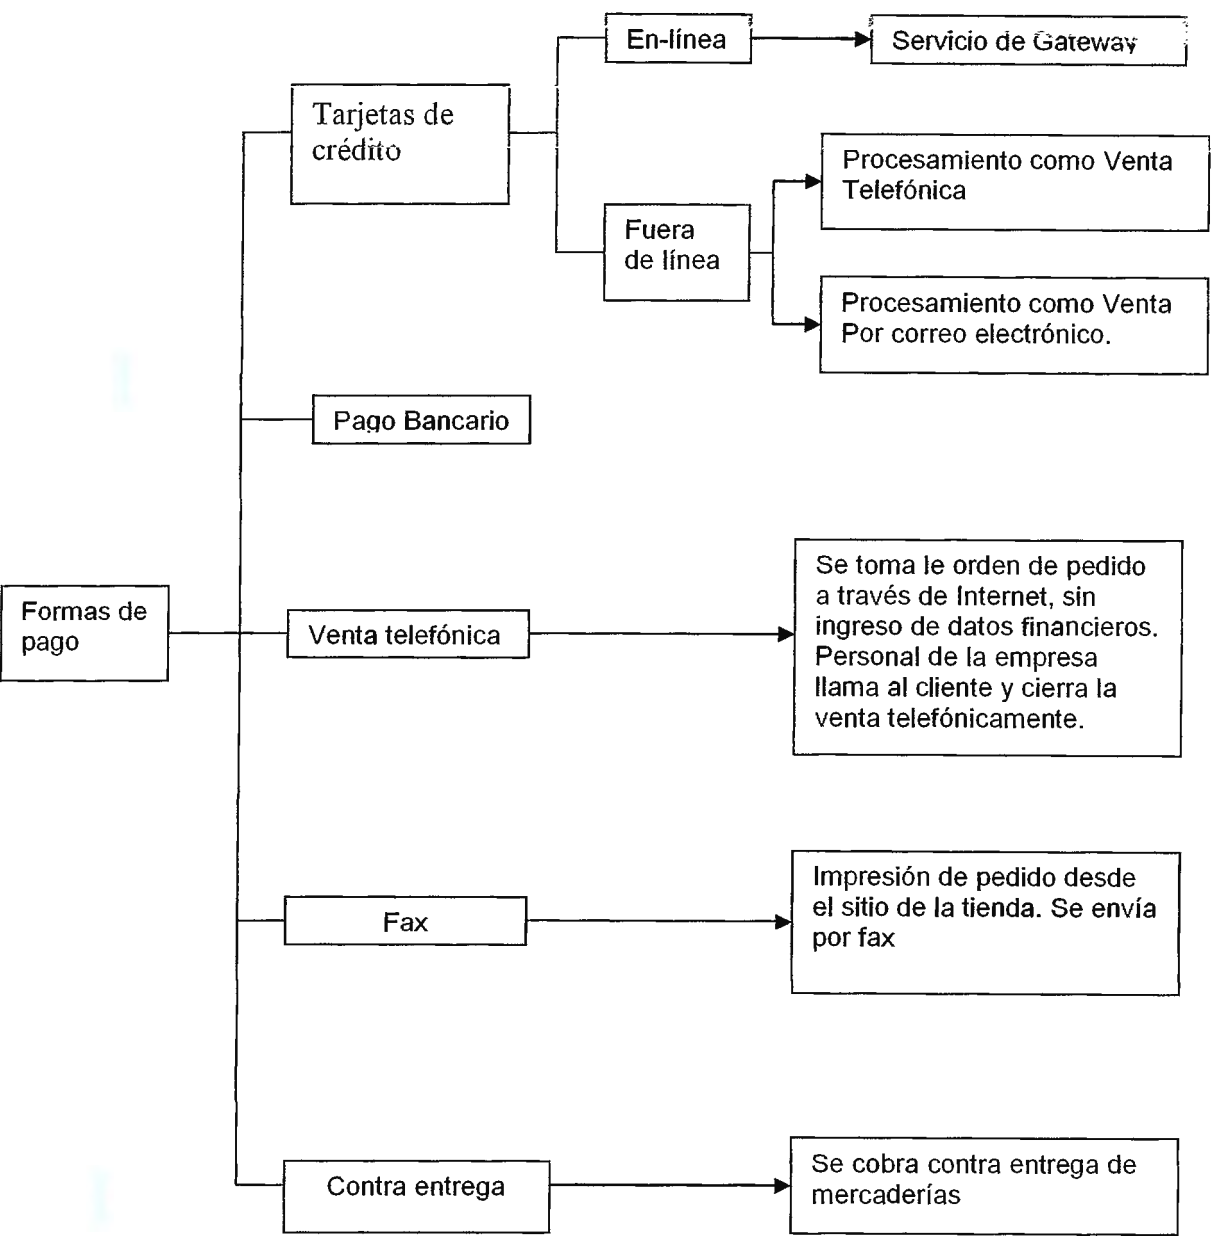 En-línea
Servicio de Gateway
Tarjetas de
crédito
Procesamiento como Venta
Telefónica
Fuera
de línea
Procesamiento como Venta
Por correo electrónico.
Pago Bancario
Formas de
pago
Venta telefónica
Se toma le orden de pedido
a través de Internet, sin
ingreso de datos financieros.
Personal de la empresa
llama al cliente y cierra la
venta telefónicamente.
Fax
Impresión de pedido desde
el sitio de la tienda. Se envía
por fax
Contra entrega
Se cobra contra entrega de
mercaderías